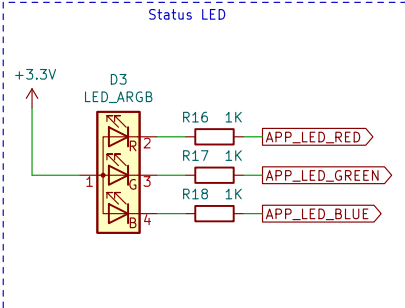 Status LED
+3.3V
D3
LED_ARGB
R16 1K
R 2
APP_LED_RED
R17 1K
1 G 3
APP_LED_GREEN
R18 1K
B 4
APP_LED_BLUE